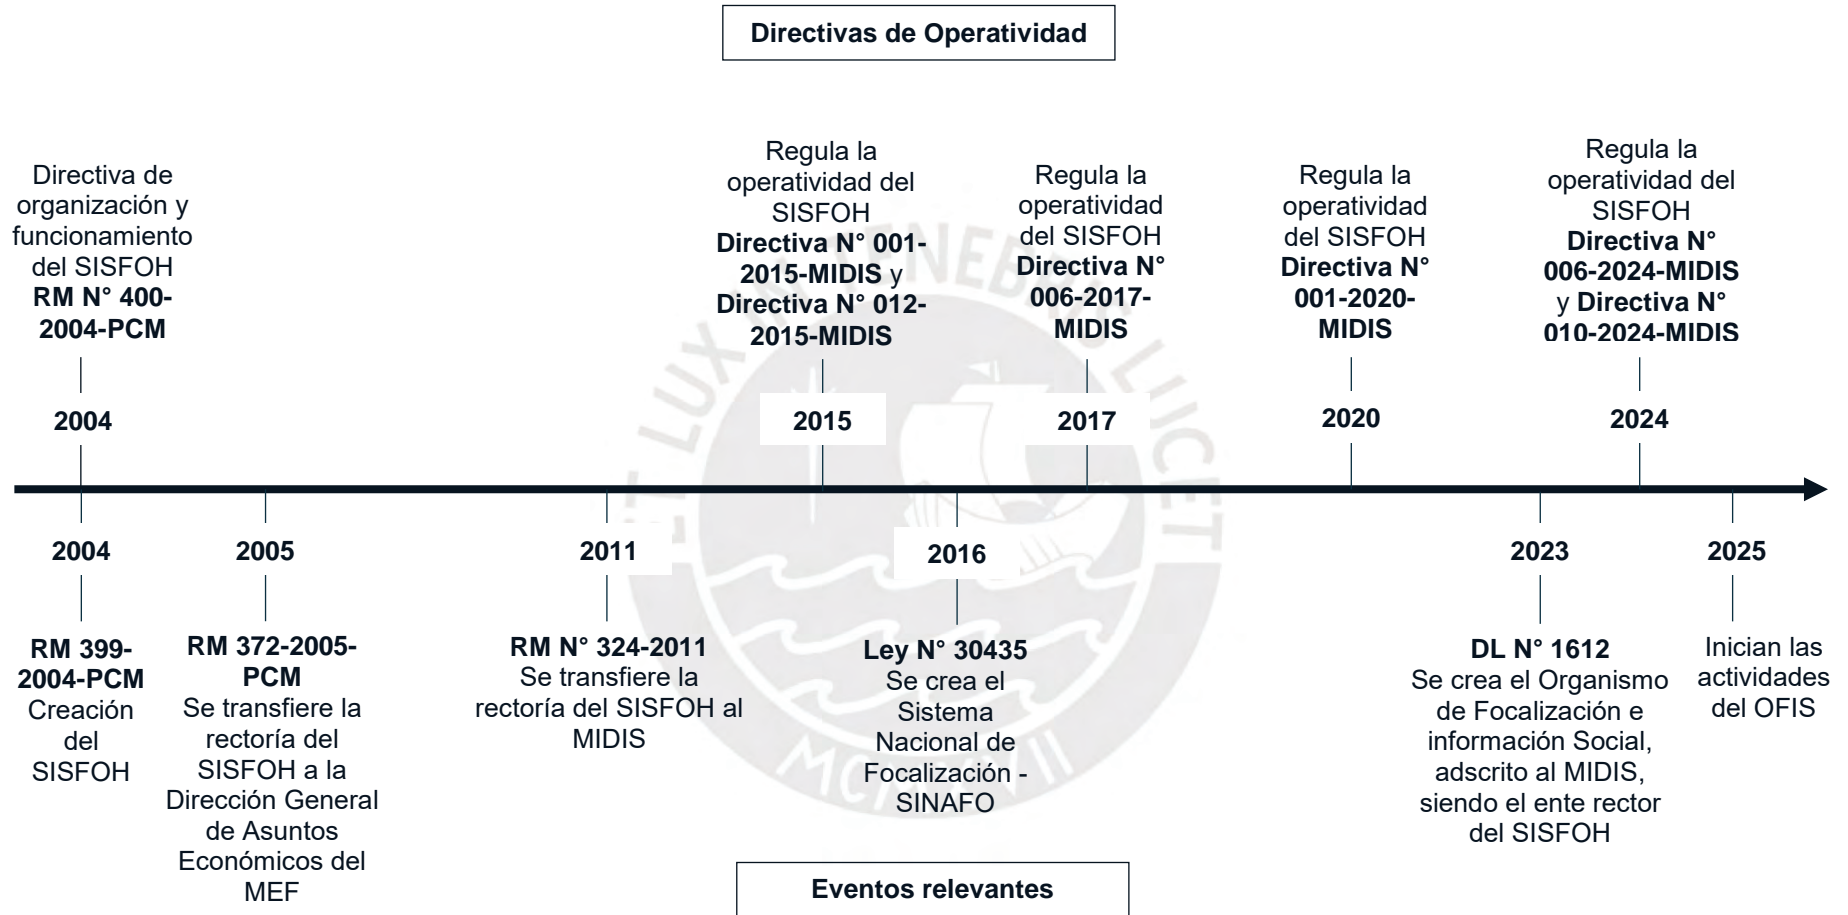 Directivas de Operatividad
Directiva de
organización y
funcionamiento
del SISFOH
RM N° 400-
2004-PCM
Regula la
operatividad del
SISFOH
Directiva N° 001-
2015-MIDIS y
Directiva N° 012-
2015-MIDIS
Regula la
operatividad
del SISFOH
Directiva N°
006-2017-
MIDIS
Regula la
operatividad
del SISFOH
Directiva N°
001-2020-
MIDIS
Regula la
operatividad del
SISFOH
Directiva N°
006-2024-MIDIS
y Directiva N°
010-2024-MIDIS
2004
2015
2017
2020
2024
2004
2005
2011
2016
2023
2025
RM 399-
2004-PCM
Creación
del
SISFOH
RM 372-2005-
PCM
Se transfiere la
rectoría del
SISFOH a la
Dirección General
de Asuntos
Económicos del
MEF
RM N° 324-2011
Se transfiere la
rectoría del SISFOH al
MIDIS
Ley N° 30435
Se crea el
Sistema
Nacional de
Focalización -
SINAFO
DL N° 1612
Se crea el Organismo
de Focalización e
información Social,
adscrito al MIDIS,
siendo el ente rector
del SISFOH
Inician las
actividades
del OFIS
Eventos relevantes
ET LUX IN TENEBRIS LUCET